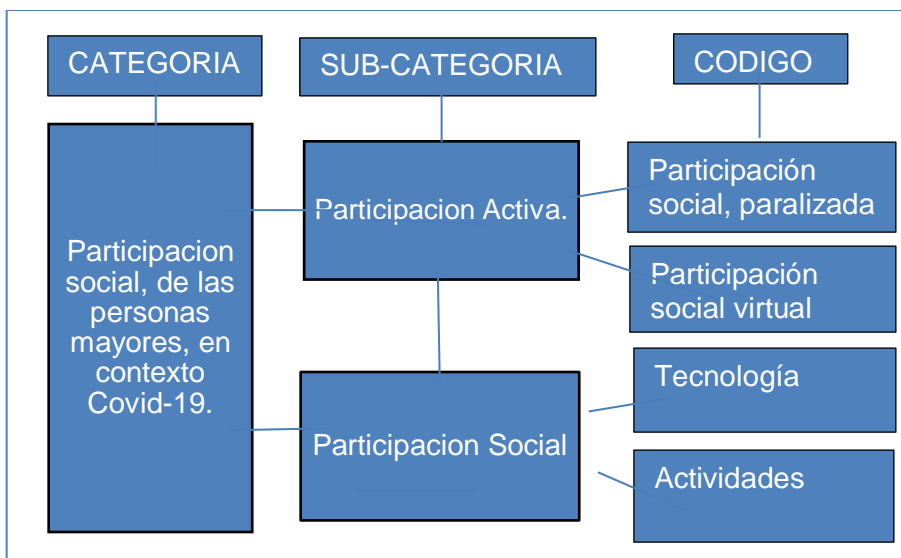 CATEGORIA
SUB-CATEGORIA
CODIGO
Participacion
social, de las
personas
mayores, en
contexto
Covid-19.
Participacion Activa.
Participacion Social
Participación
social, paralizada
Participación
social virtual
Tecnología
Actividades